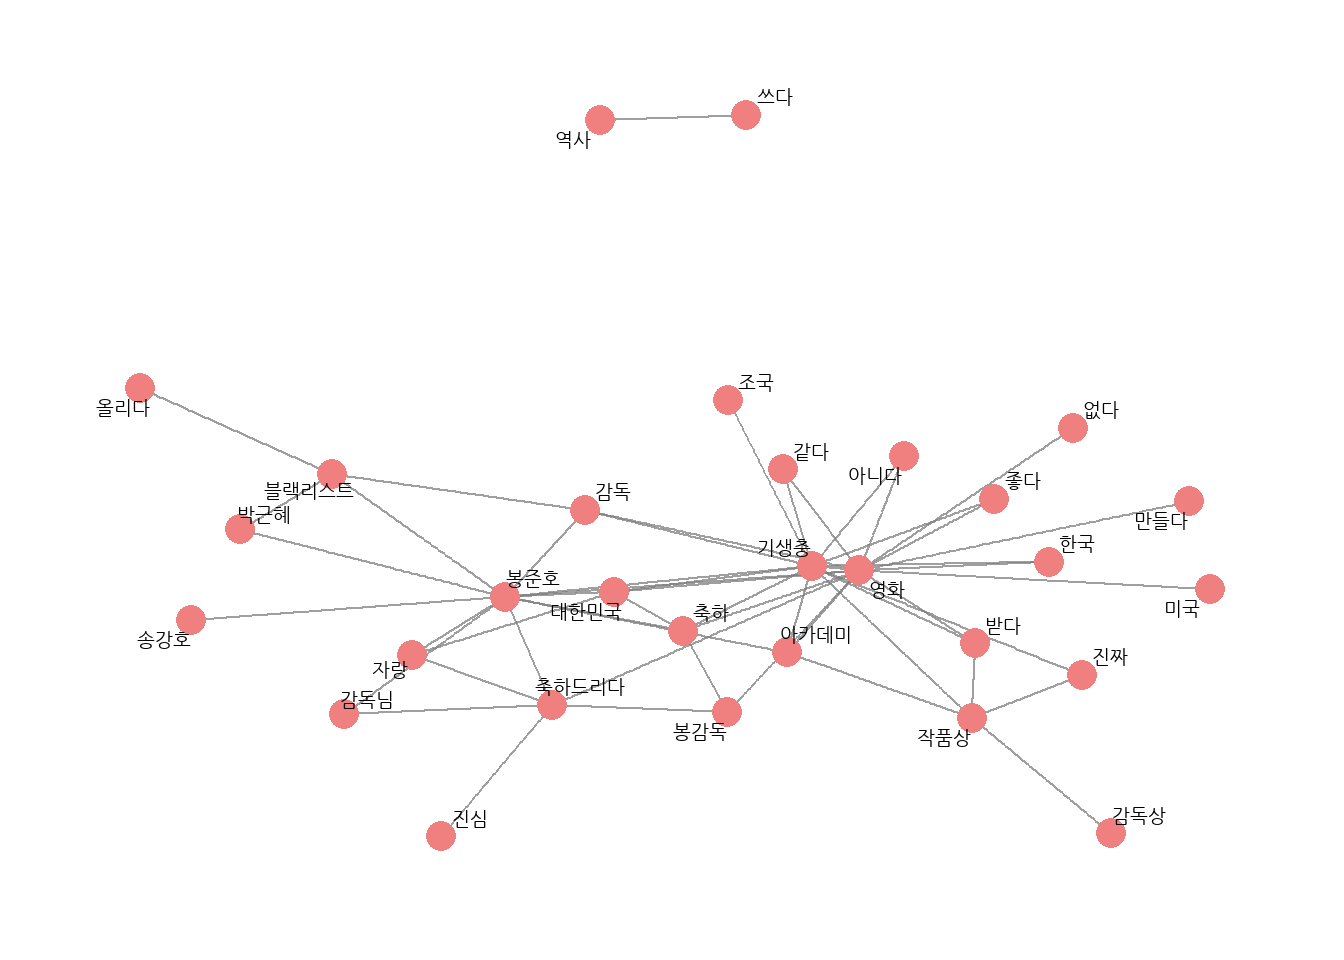 쓰다
역사
조국
올리다
없다
같다
아니다
좋다
블랙리스트
감독
박근혜
만들다
기생충
한국
봉준호
영화
대한민국
미국
축하
송강호
아카데미
받다
자랑
진짜
축하드리다
감독님
봉감독
작품상
진심
감독상